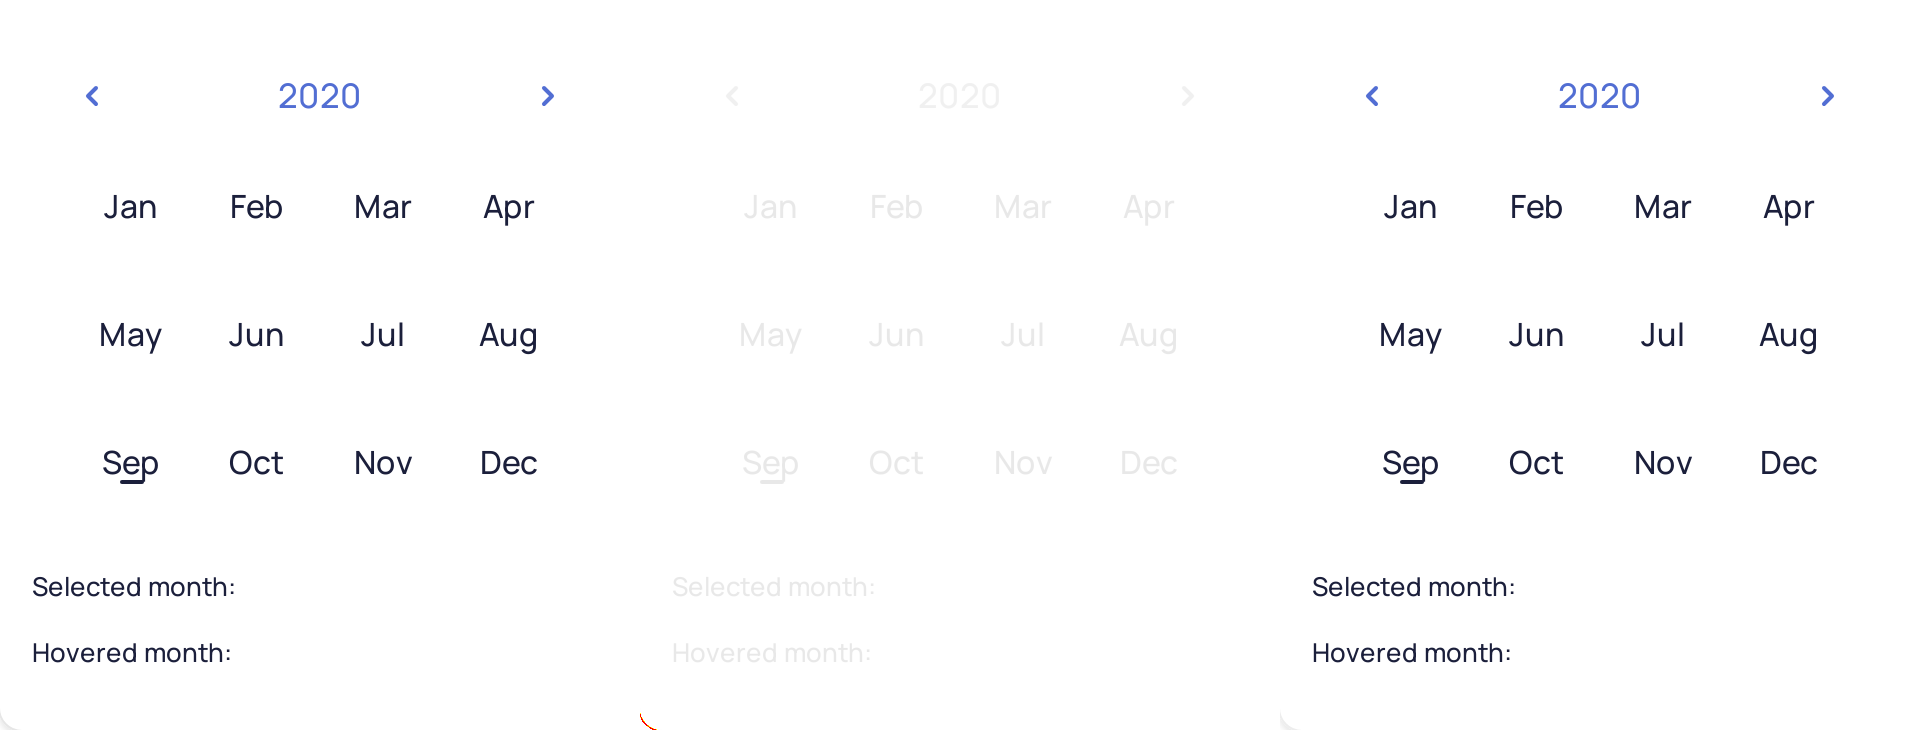 2020
Jan Feb Mar Apr
May Jun Jul Aug
Sep Oct Nov Dec
Selected month:
Hovered month:
2020
Jan Feb Mar Apr
May Jun Jul Aug
Sep Oct Nov Dec
Selected month:
Hovered month:
2020
Jan Feb Mar Apr
May Jun Jul Aug
Sep Oct Nov Dec
Selected month:
Hovered month: